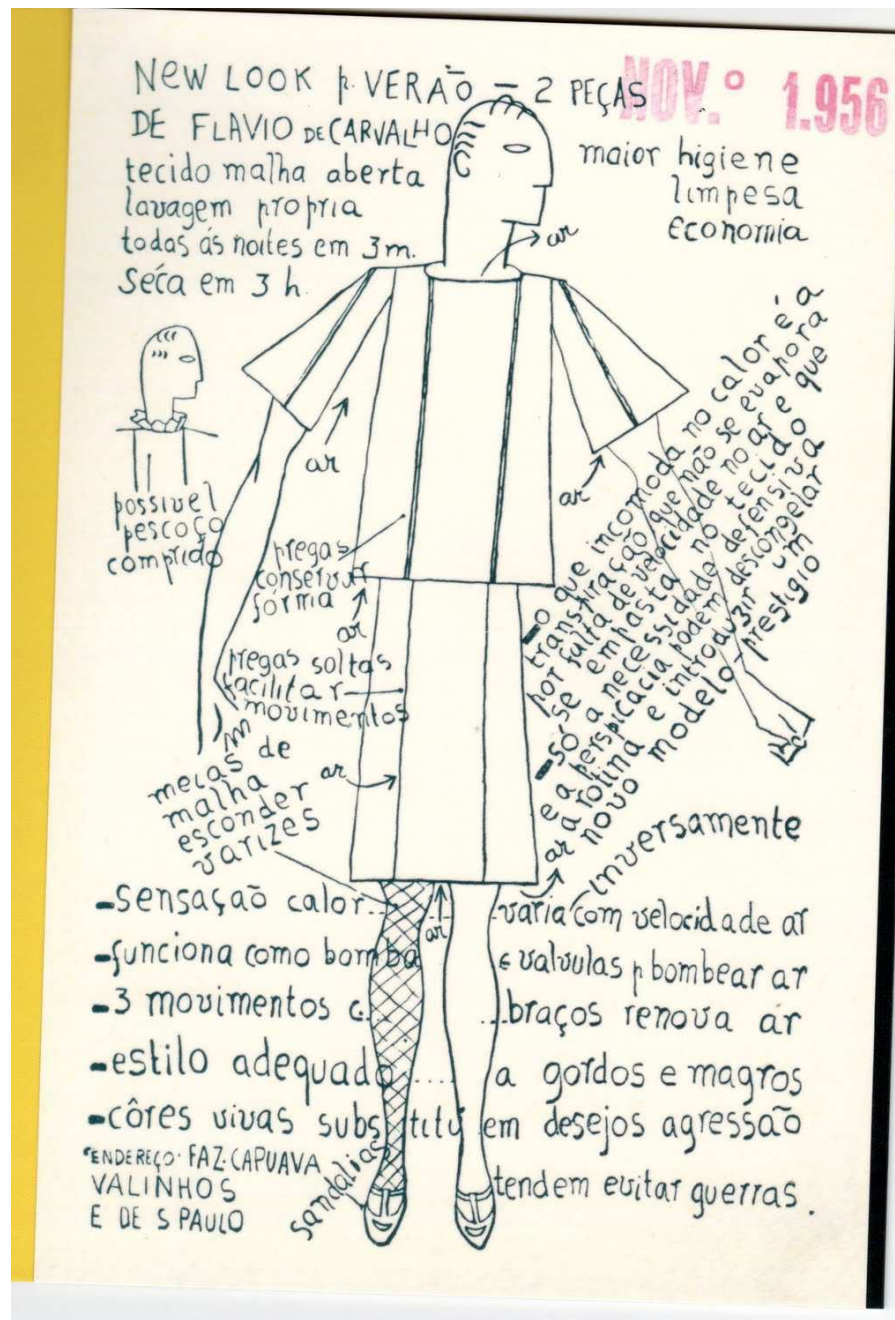 NEW LOOK p. VERÃO – 2 PEÇAS
DE FLAVIO DE CARVALHO
tecido malha aberta
lavagem propria
todas ás noites em 3m.
Séca em 3 h.
NOV.º 1.956
maior higiene
limpesa
Economia
ar
possivel
pescoço
comprido
ar
ar
pregas
conservar
fórma
ar
pregas soltas
facilitar
movimentos
ar
meias de
malha
esconder
varizes
-o que incomoda no calor é a
transpiração que não se evapora
por falta de velocidade no ar e que
se empasta no tecido
-só a necessidade defensiva
e a perspicacia podem descongelar
a rotina e introduzir um
novo modelo-prestigio
ar
ar
inversamente
-sensação calor... ...varia com velocidade ar
-funciona como bomba e valvulas p bombear ar
-3 movimentos c. ...braços renova ár
-estilo adequado .... a gordos e magros
-côres vivas substituem desejos agressão
tendem evitar guerras.
ENDEREÇO· FAZ·CAPUAVA
VALINHOS
E DE S PAULO
sandalias